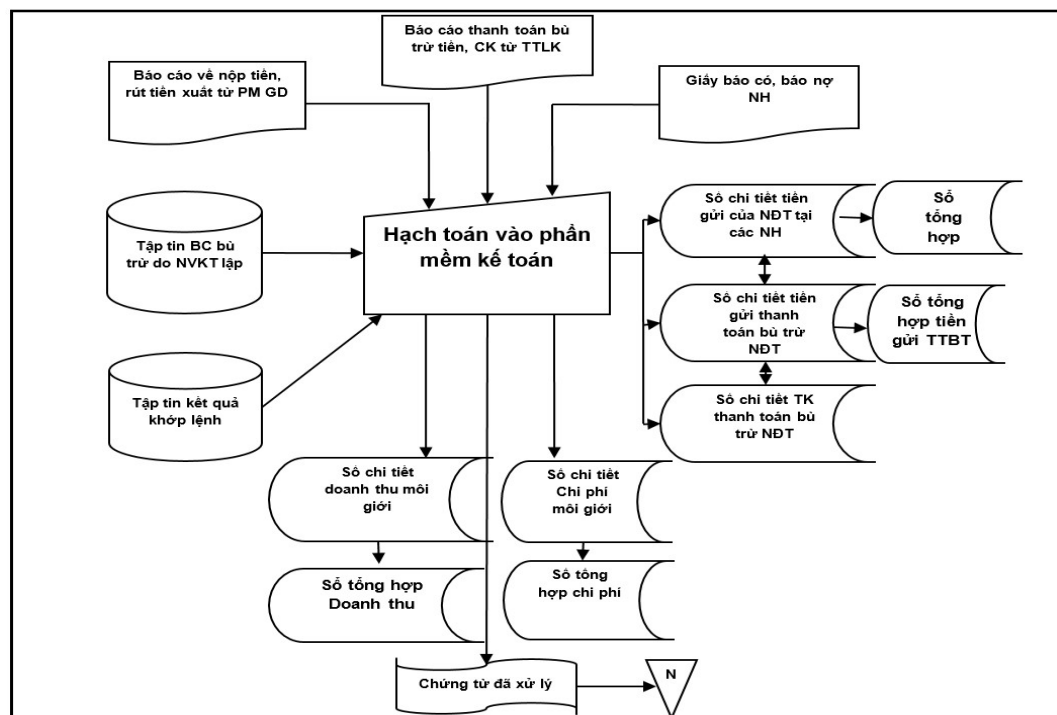 Báo cáo thanh toán bù
trừ tiền, CK từ TTLK
Báo cáo về nộp tiền,
rút tiền xuất từ PM GD
Giấy báo có, báo nợ
NH
Tập tin BC bù
trừ do NVKT lập
Hạch toán vào phần
mềm kế toán
Sổ chi tiết tiền
gửi của NĐT tại
các NH
Sổ
tổng
hợp
Sổ chi tiết tiền
gửi thanh
toán bù trừ
NĐT
Sổ tổng
hợp tiền
gửi TTBT
Tập tin kết quả
khớp lệnh
Sổ chi tiết TK
thanh toán bù
trừ NĐT
Sổ chi tiết
doanh thu môi
giới
Sổ chi tiết
Chi phí
môi giới
Sổ tổng hợp
Doanh thu
Sổ tổng
hợp chi phí
Chứng từ đã xử lý
N